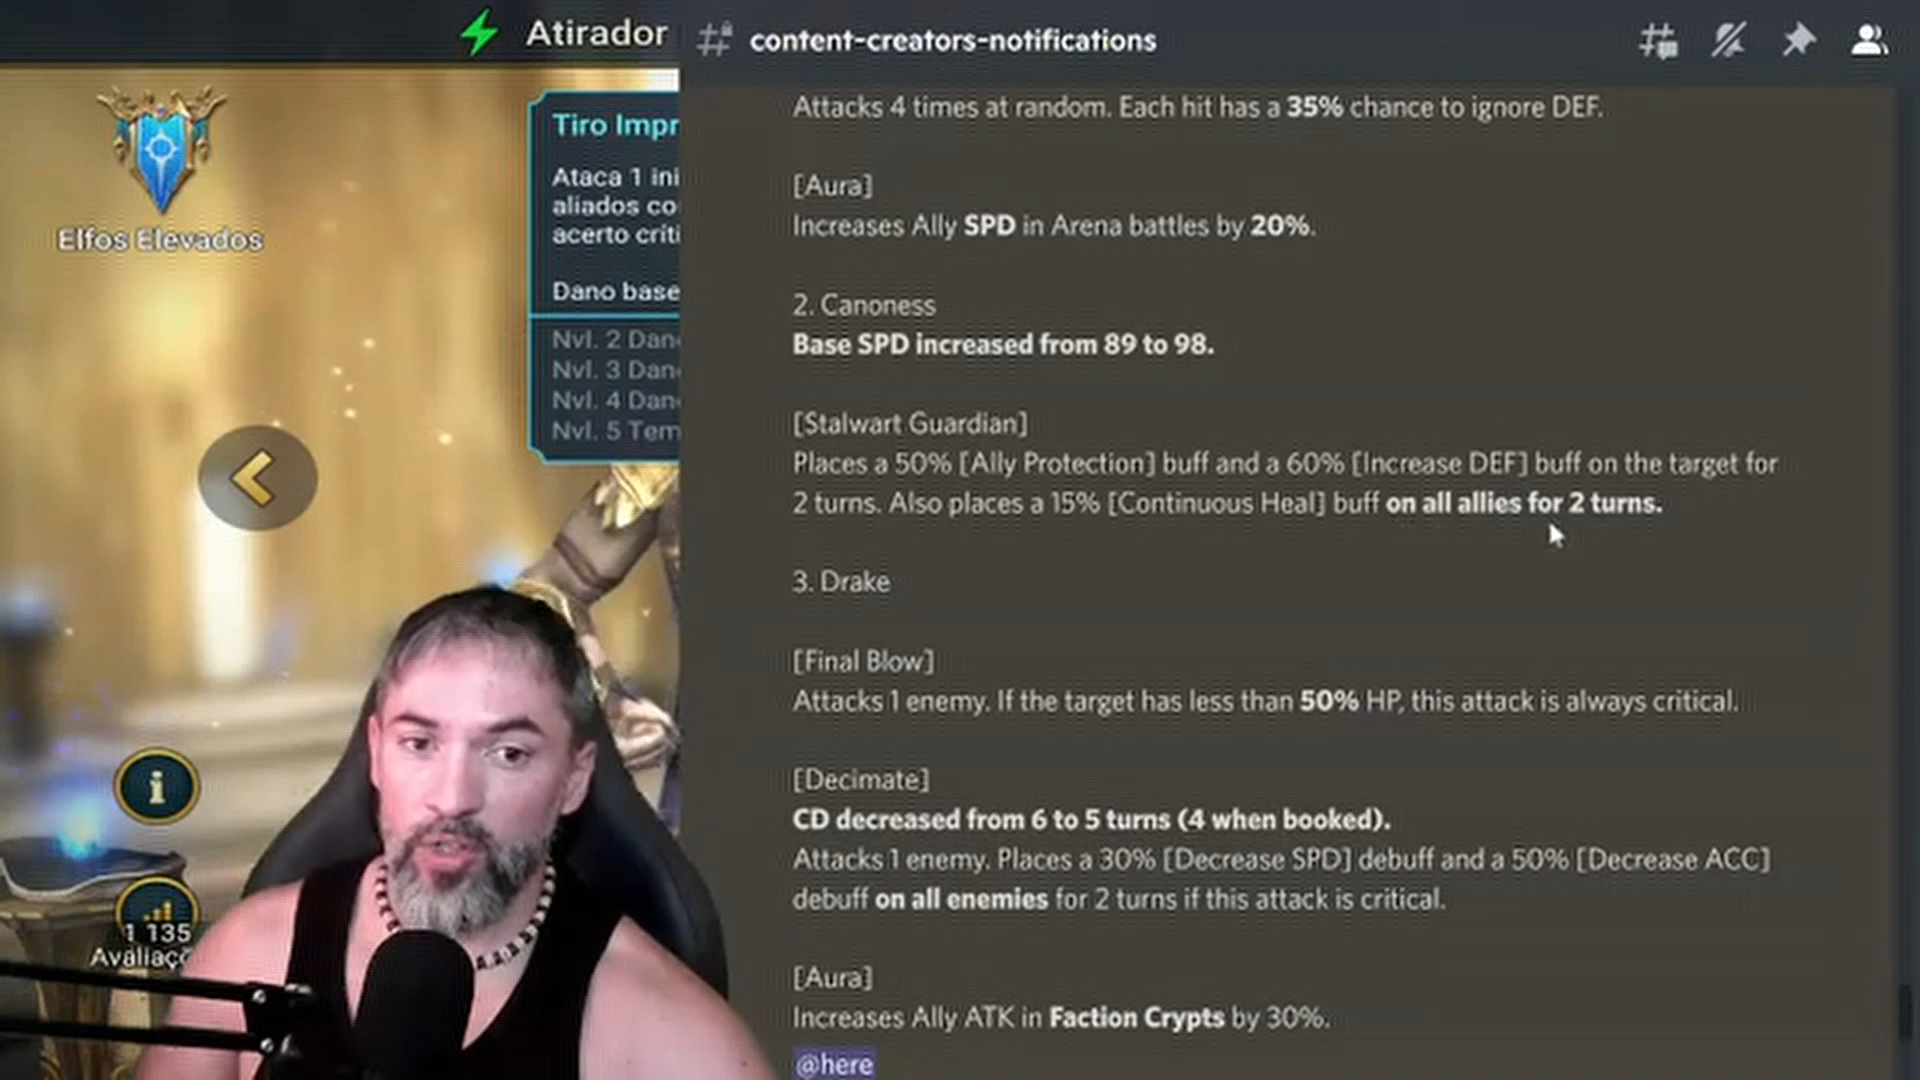 Atirador
content-creators-notifications
Elfos Elevados
Tiro Impr
Ataca 1 ini
aliados co
acerto críti
Dano base
Nvl. 2 Dan
Nvl. 3 Dan
Nvl. 4 Dan
Nvl. 5 Tem
1 135
Avaliaçõ
Attacks 4 times at random. Each hit has a 35% chance to ignore DEF.
[Aura]
Increases Ally SPD in Arena battles by 20%.
2. Canoness
Base SPD increased from 89 to 98.
[Stalwart Guardian]
Places a 50% [Ally Protection] buff and a 60% [Increase DEF] buff on the target for
2 turns. Also places a 15% [Continuous Heal] buff on all allies for 2 turns.
3. Drake
[Final Blow]
Attacks 1 enemy. If the target has less than 50% HP, this attack is always critical.
[Decimate]
CD decreased from 6 to 5 turns (4 when booked).
Attacks 1 enemy. Places a 30% [Decrease SPD] debuff and a 50% [Decrease ACC]
debuff on all enemies for 2 turns if this attack is critical.
[Aura]
Increases Ally ATK in Faction Crypts by 30%.
@here